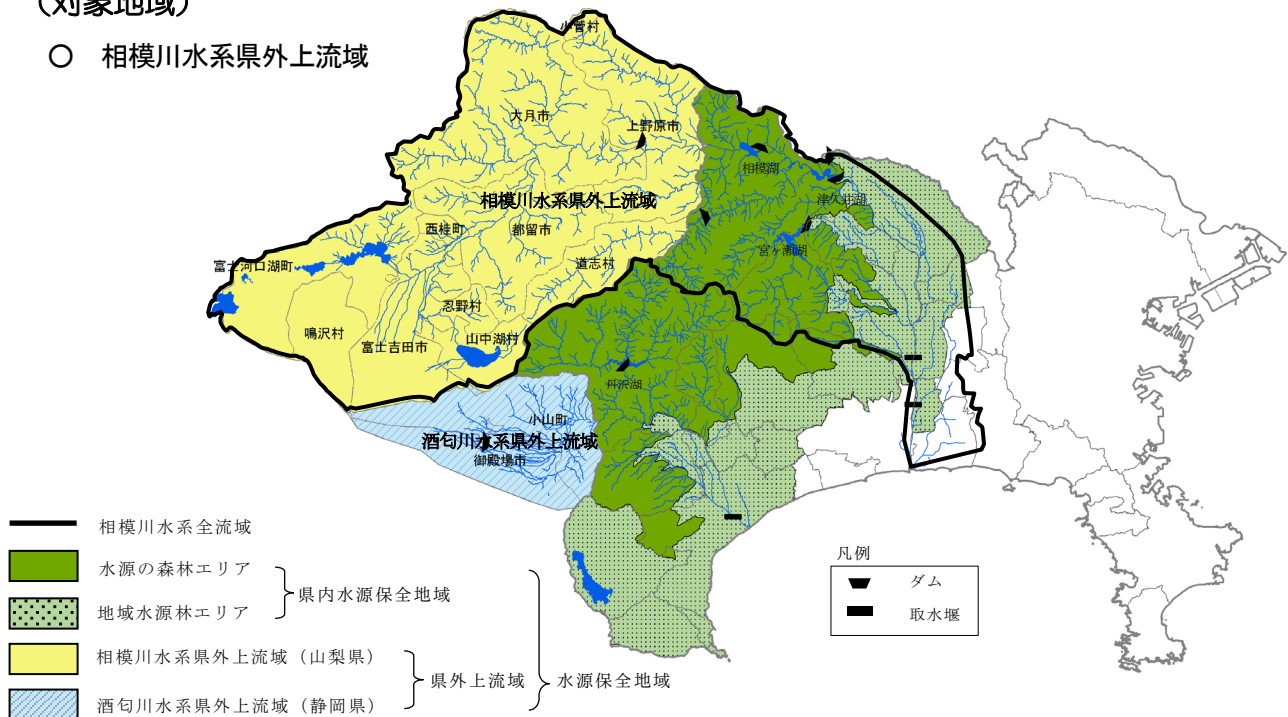 （対象地域）
○ 相模川水系県外上流域
小菅村
大月市
上野原市
相模湖
相模川水系県外上流域
津久井湖
西桂町
都留市
宮ヶ瀬湖
富士河口湖町
道志村
忍野村
鳴沢村
富士吉田市
山中湖村
丹沢湖
小山町
酒匂川水系県外上流域
御殿場市
相模川水系全流域
水源の森林エリア
県内水源保全地域
地域水源林エリア
相模川水系県外上流域（山梨県）
県外上流域
水源保全地域
酒匂川水系県外上流域（静岡県）
凡例
ダム
取水堰